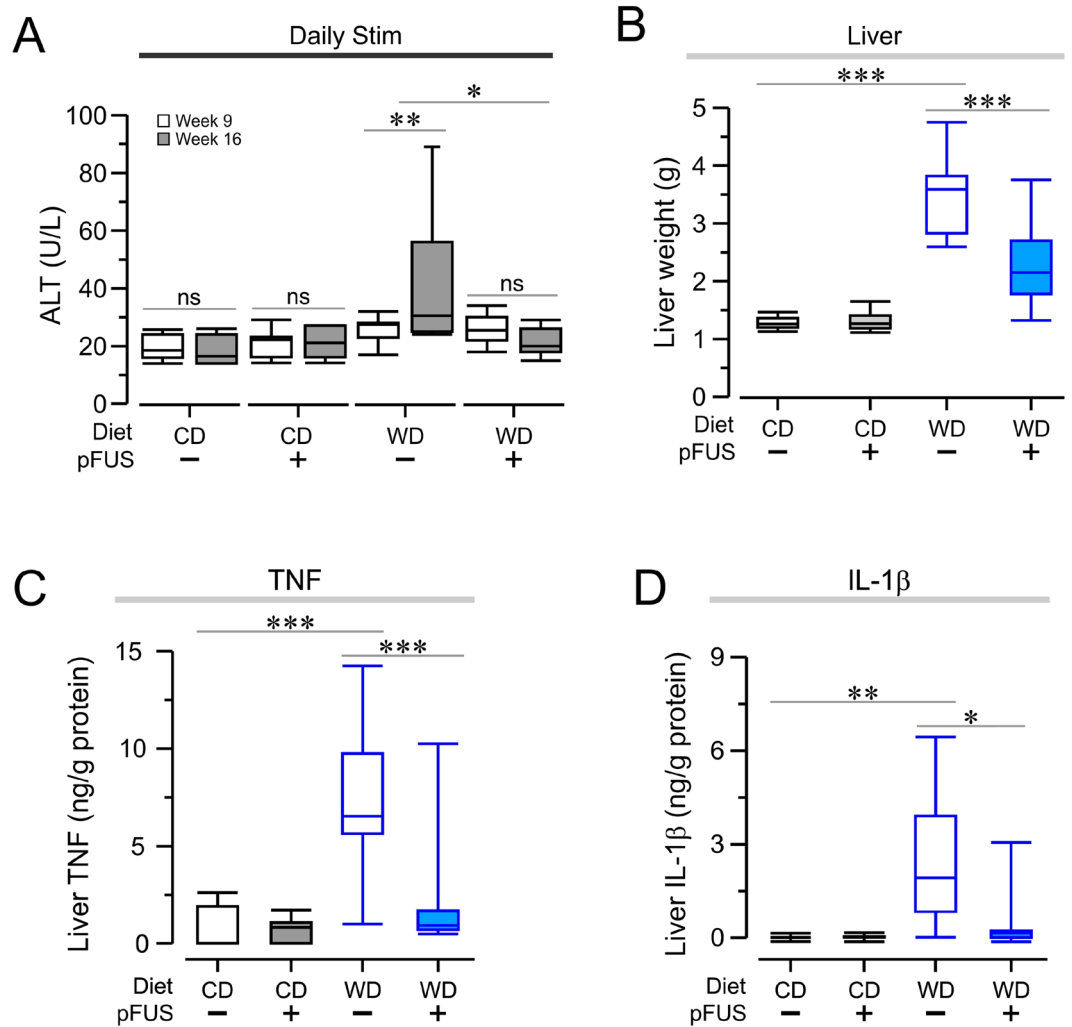 A
Daily Stim
ALT (U/L)
100
80
60
40
20
0
Week 9
Week 16
ns
ns
**
*
ns
Diet CD CD WD WD
pFUS − + − +
B
Liver
Liver weight (g)
5
4
3
2
1
0
***
***
Diet CD CD WD WD
pFUS − + − +
C
TNF
Liver TNF (ng/g protein)
15
10
5
0
***
***
Diet CD CD WD WD
pFUS − + − +
D
IL-1β
Liver IL-1β (ng/g protein)
9
6
3
0
**
*
Diet CD CD WD WD
pFUS − + − +